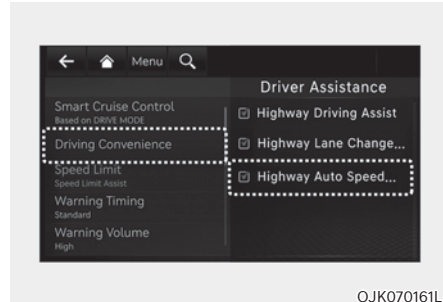 Menu
Driver Assistance
Smart Cruise Control
Based on DRIVE MODE
Driving Convenience
Speed Limit
Speed Limit Assist
Warning Timing
Standard
Warning Volume
High
Highway Driving Assist
Highway Lane Change...
Highway Auto Speed...
OJK070161L